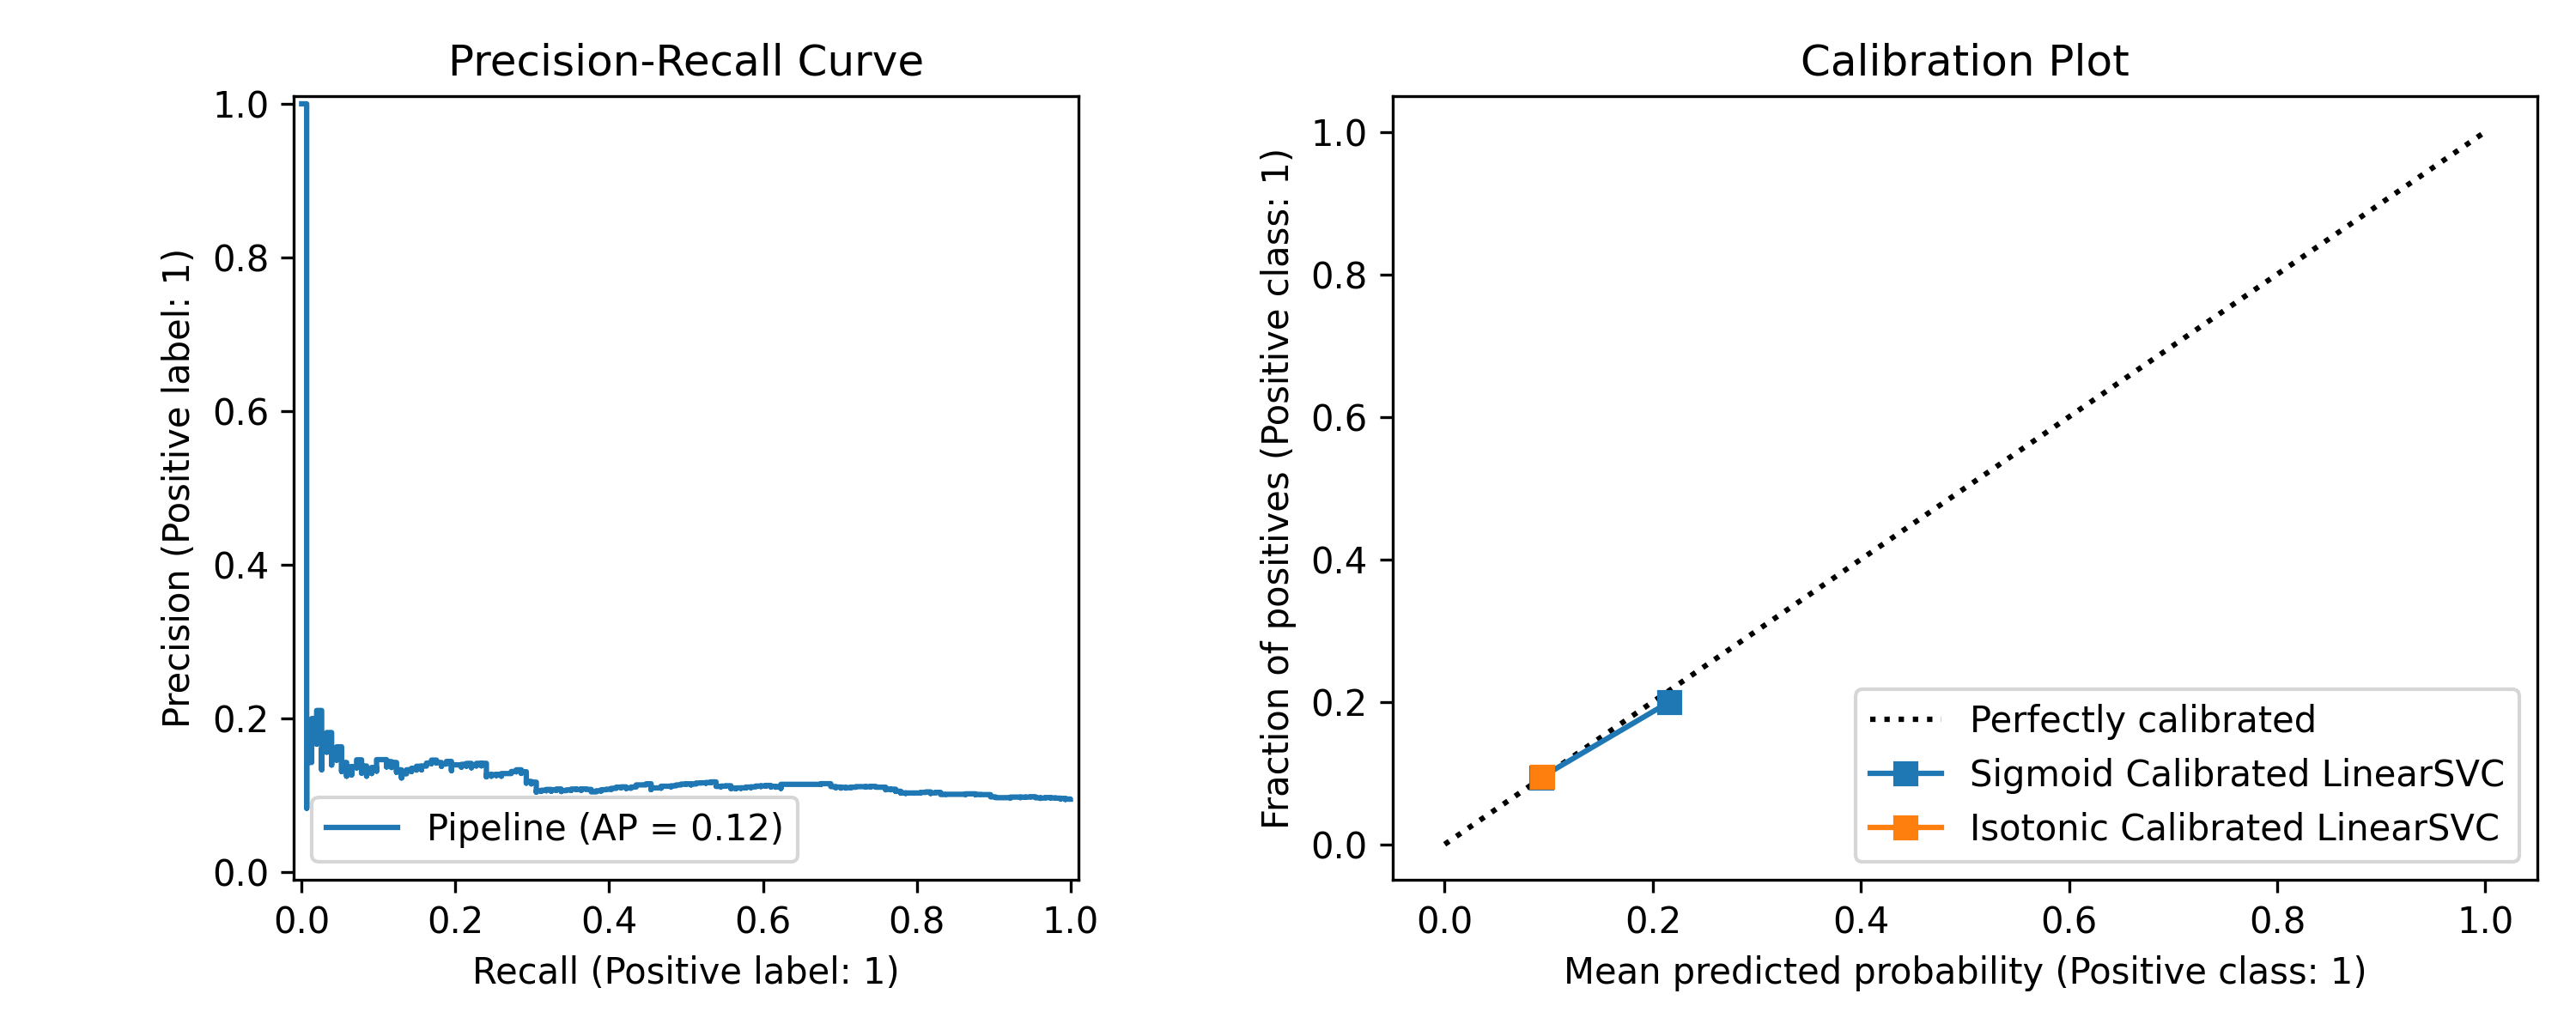 Precision-Recall Curve
1.0
0.8
0.6
0.4
0.2
0.0
Precision (Positive label: 1)
Pipeline (AP = 0.12)
0.0 0.2 0.4 0.6 0.8 1.0
Recall (Positive label: 1)
Calibration Plot
1.0
0.8
0.6
0.4
0.2
0.0
Fraction of positives (Positive class: 1)
Perfectly calibrated
Sigmoid Calibrated LinearSVC
Isotonic Calibrated LinearSVC
0.0 0.2 0.4 0.6 0.8 1.0
Mean predicted probability (Positive class: 1)